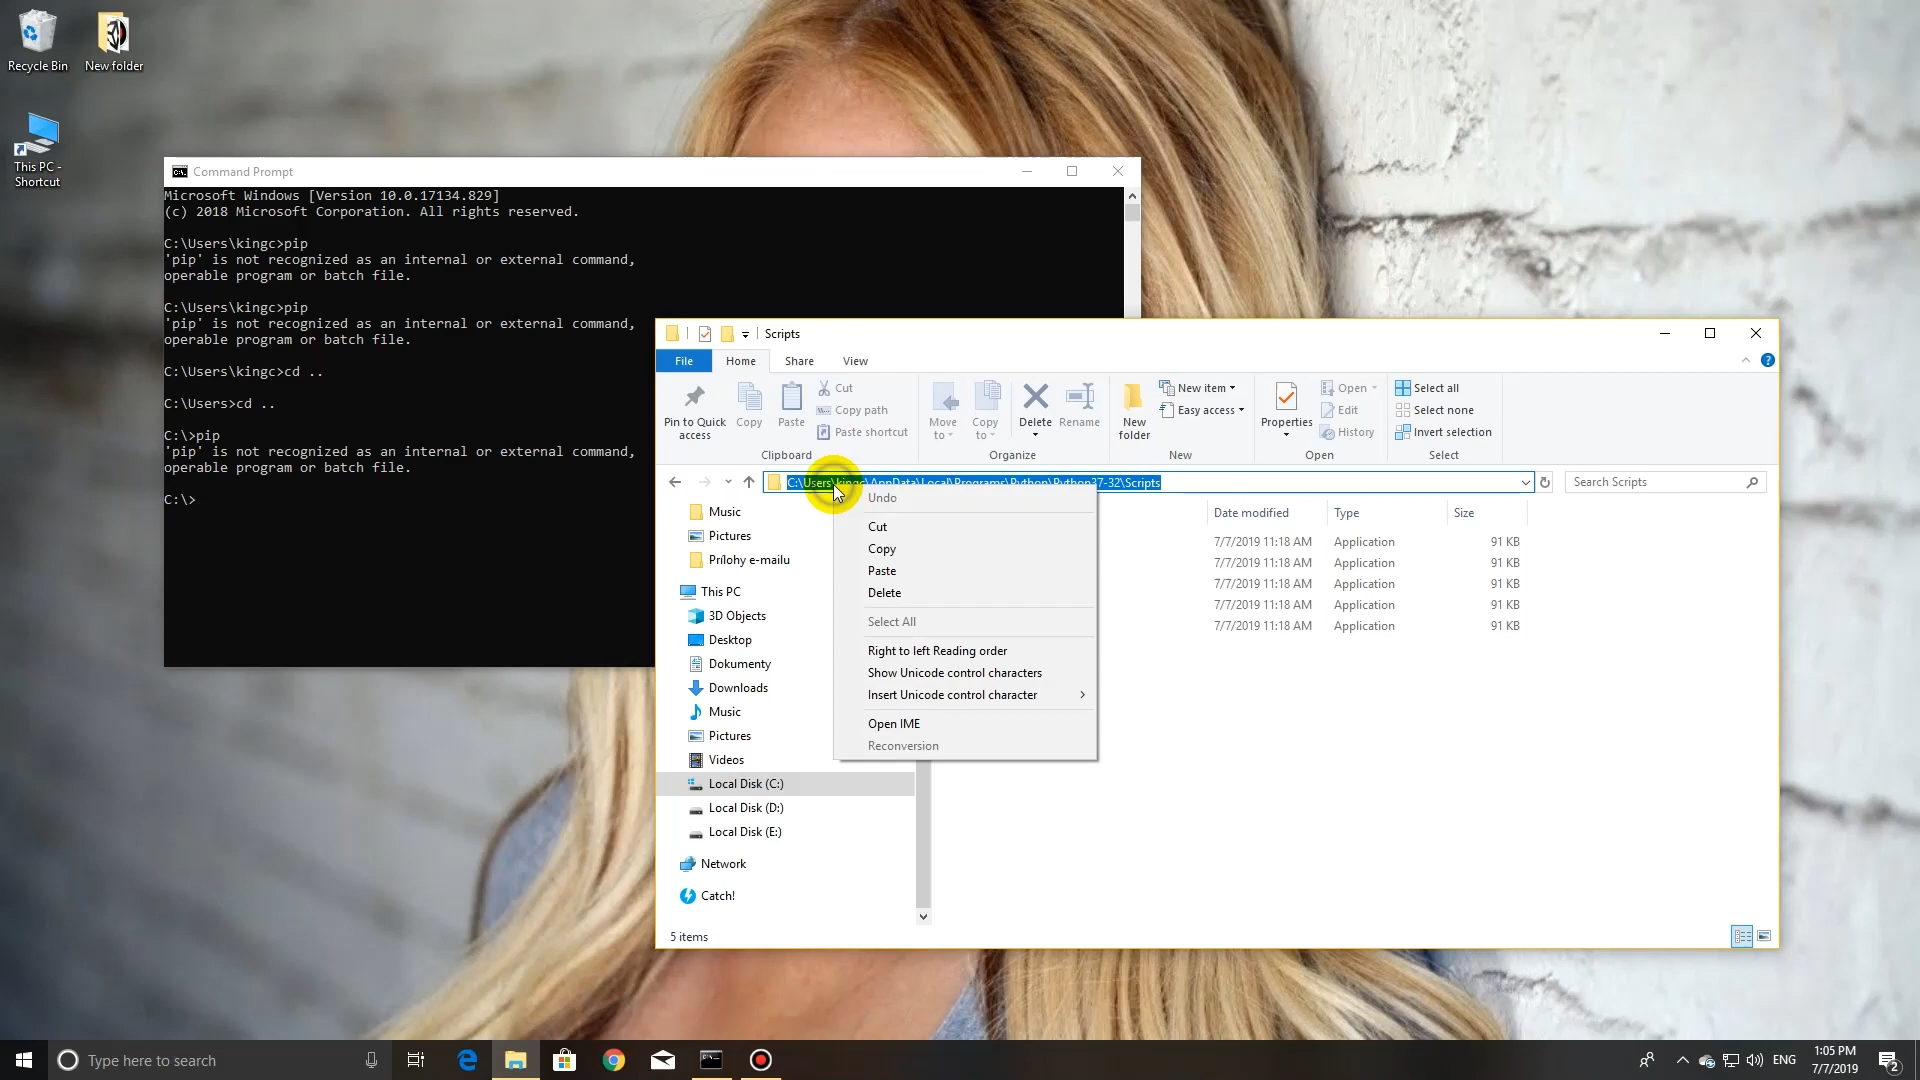 Recycle Bin
New folder
This PC -
Shortcut
Command Prompt
Microsoft Windows [Version 10.0.17134.829]
(c) 2018 Microsoft Corporation. All rights reserved.
C:\Users\kingc>pip
'pip' is not recognized as an internal or external command,
operable program or batch file.
C:\Users\kingc>pip
'pip' is not recognized as an internal or external command,
operable program or batch file.
C:\Users\kingc>cd ..
C:\Users>cd ..
C:\>pip
'pip' is not recognized as an internal or external command,
operable program or batch file.
C:\>
Scripts
File Home Share View
Pin to Quick
access
Copy
Paste
Cut
Copy path
Paste shortcut
Clipboard
Move
to
Copy
to
Delete
Rename
Organize
New
folder
New item
Easy access
New
Properties
Open
Edit
History
Open
Select all
Select none
Invert selection
Select
C:\Users\kingc\AppData\Local\Programs\Python\Python37-32\Scripts
Search Scripts
Music
Pictures
Prílohy e-mailu
This PC
3D Objects
Desktop
Dokumenty
Downloads
Music
Pictures
Videos
Local Disk (C:)
Local Disk (D:)
Local Disk (E:)
Network
Catch!
5 items
Undo
Cut
Copy
Paste
Delete
Select All
Right to left Reading order
Show Unicode control characters
Insert Unicode control character
Open IME
Reconversion
Date modified Type Size
7/7/2019 11:18 AM Application 91 KB
7/7/2019 11:18 AM Application 91 KB
7/7/2019 11:18 AM Application 91 KB
7/7/2019 11:18 AM Application 91 KB
7/7/2019 11:18 AM Application 91 KB
Type here to search
ENG
1:05 PM
7/7/2019
2